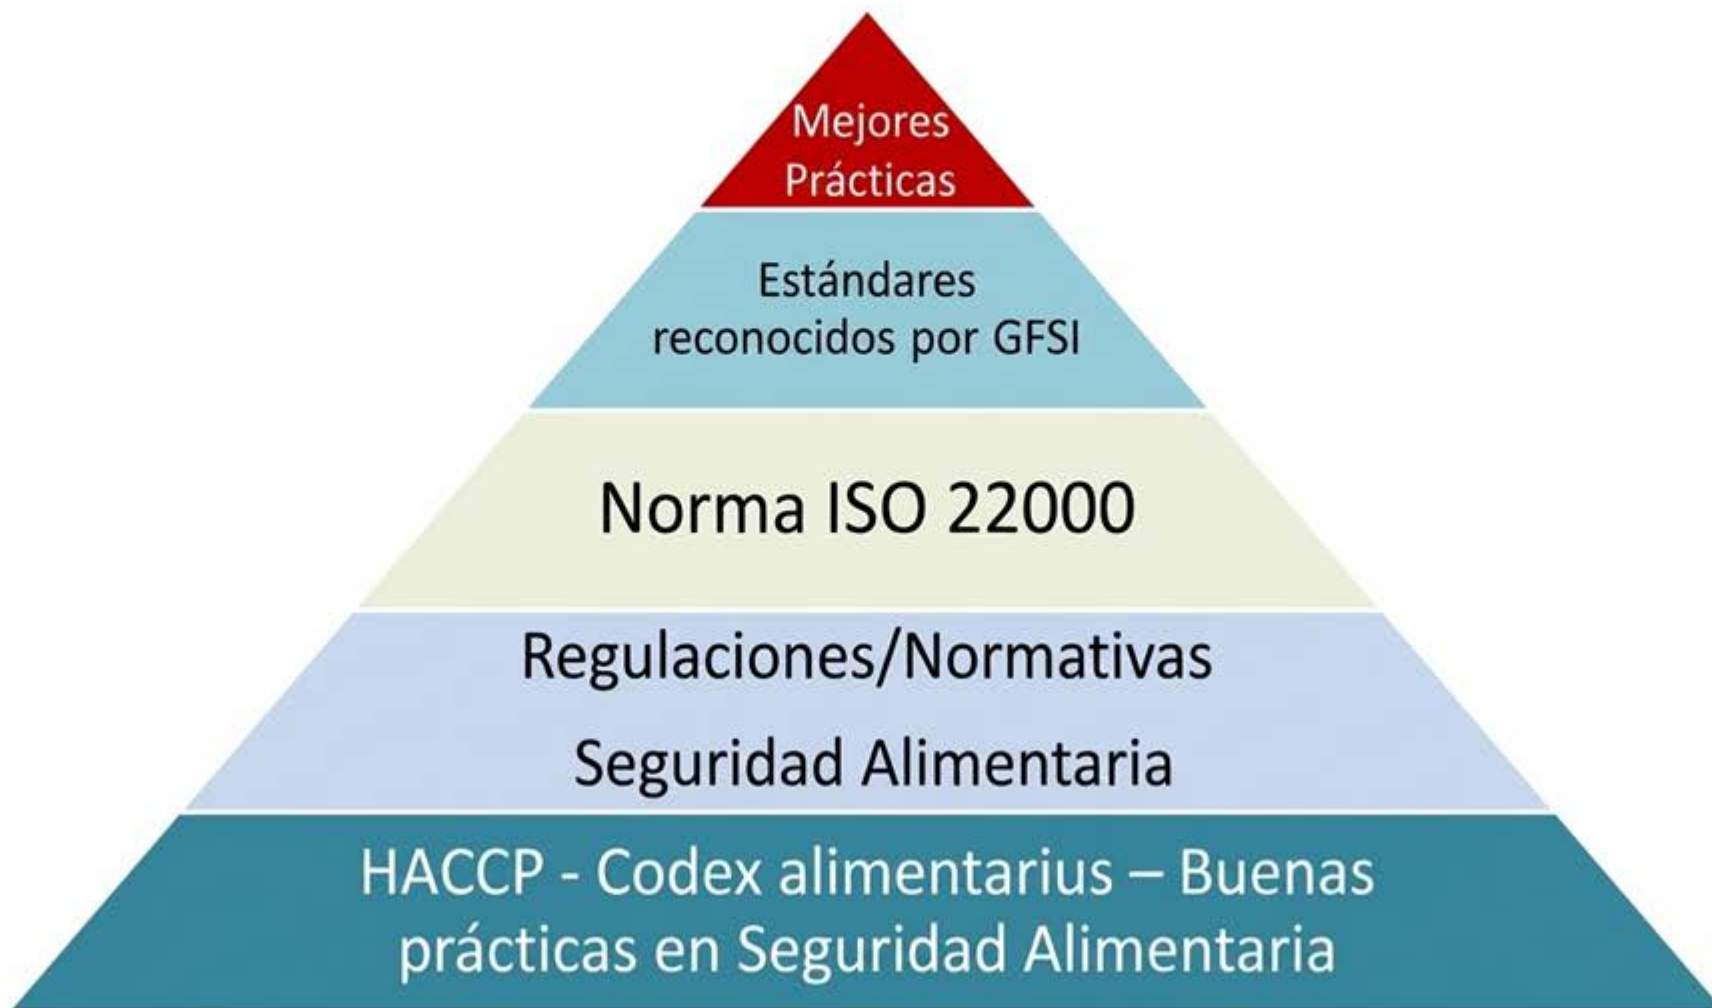 Mejores
Prácticas
Estándares
reconocidos por GFSI
Norma ISO 22000
Regulaciones/Normativas
Seguridad Alimentaria
HACCP - Codex alimentarius – Buenas
prácticas en Seguridad Alimentaria